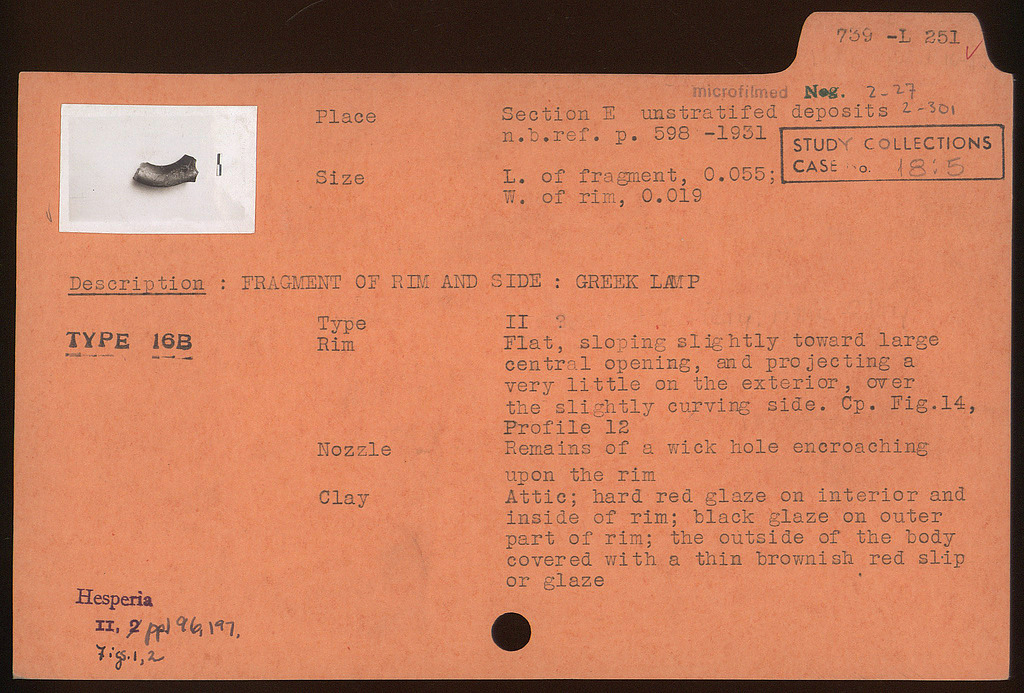 739 -L 251
microfilmed Neg. 2-27
Place Section E unstratifed deposits 2-301
n.b.ref. p. 598 -1931
STUDY COLLECTIONS
CASE No. 18:5
Size L. of fragment, 0.055;
W. of rim, 0.019
Description : FRAGMENT OF RIM AND SIDE : GREEK LAMP
TYPE 16B
Type II ?
Rim Flat, sloping slightly toward large
central opening, and projecting a
very little on the exterior, over
the slightly curving side. Cp. Fig.14,
Profile 12
Nozzle Remains of a wick hole encroaching
upon the rim
Clay Attic; hard red glaze on interior and
inside of rim; black glaze on outer
part of rim; the outside of the body
covered with a thin brownish red slip
or glaze
Hesperia
II, 2 pp 196, 197,
Figs. 1, 2